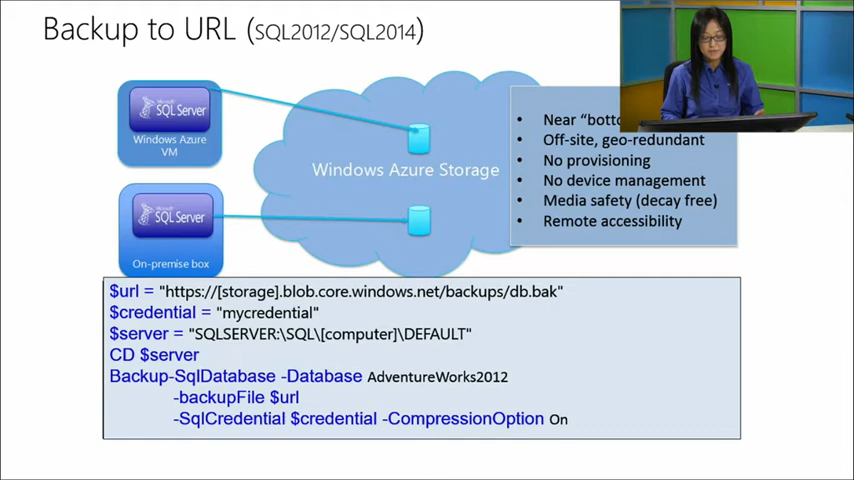 Backup to URL (SQL2012/SQL2014)
Microsoft
SQL Server
Windows Azure
VM
Microsoft
SQL Server
On-premise box
Windows Azure Storage
• Near
• Off-site, geo-redundant
• No provisioning
• No device management
• Media safety (decay free)
• Remote accessibility
$url = "https://[storage].blob.core.windows.net/backups/db.bak"
$credential = "mycredential"
$server = "SQLSERVER:\SQL\[computer]\DEFAULT"
CD $server
Backup-SqlDatabase -Database AdventureWorks2012
-backupFile $url
-SqlCredential $credential -CompressionOption On